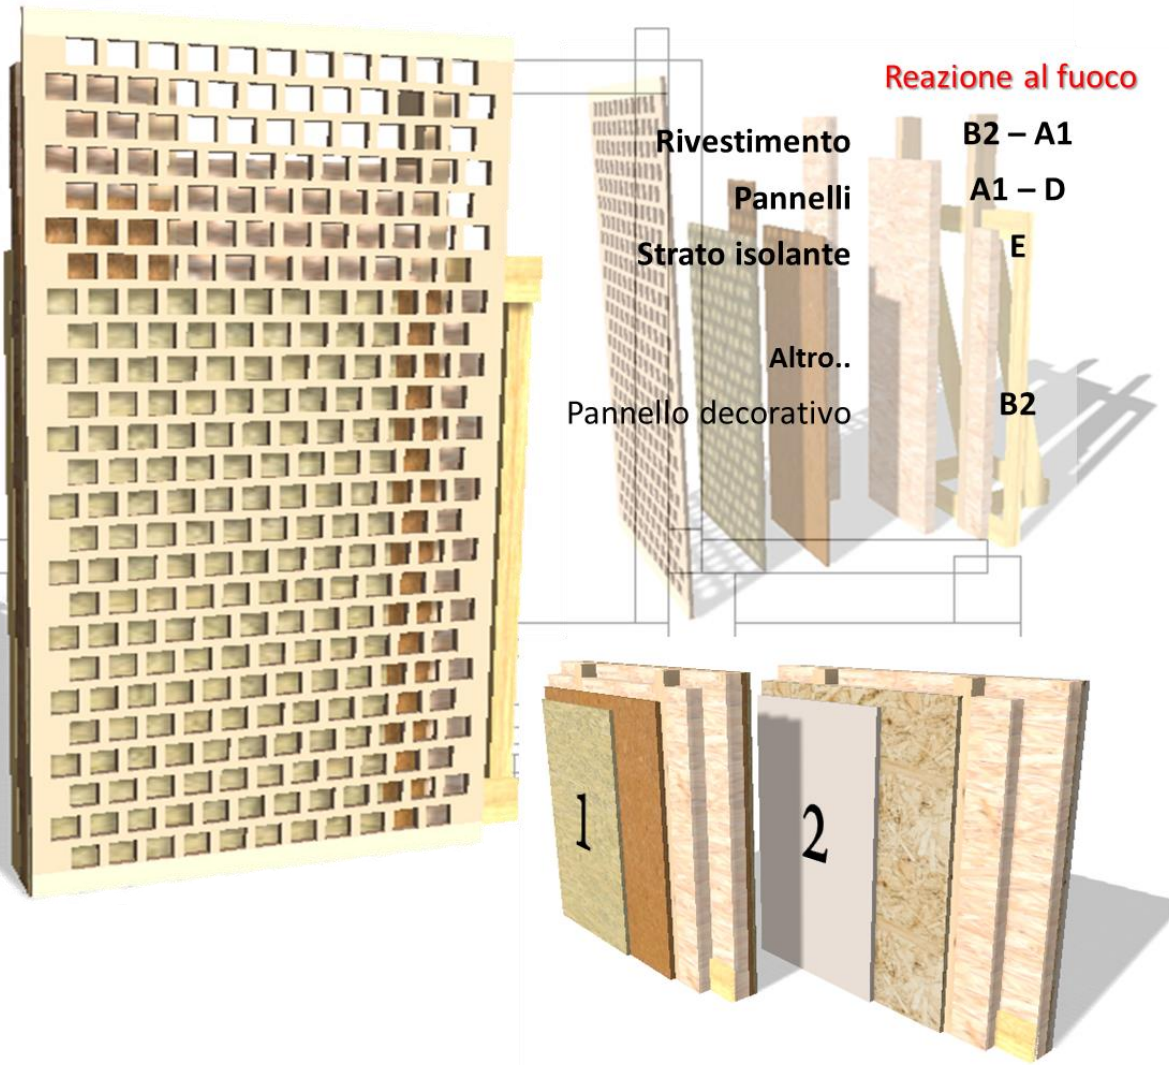 Reazione al fuoco
Rivestimento B2 – A1
Pannelli A1 – D
Strato isolante E
Altro..
Pannello decorativo B2
1
2